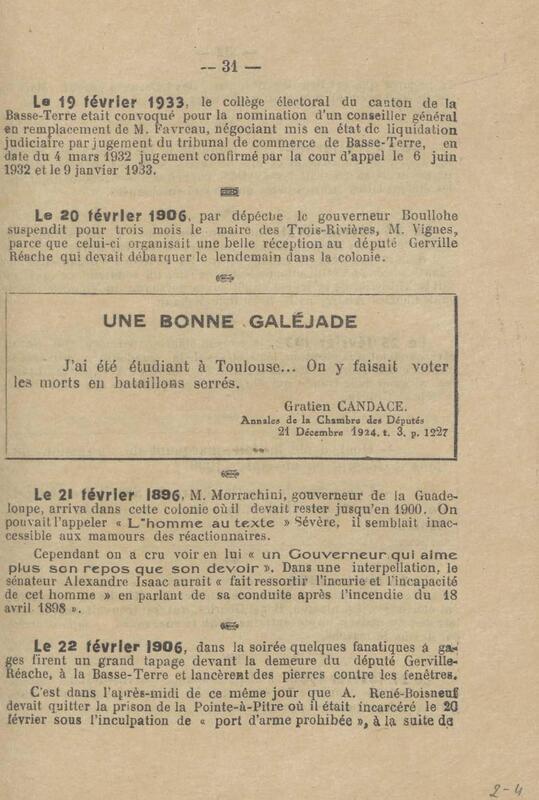 — 31 —
Le 19 février 1933, le collège électoral du canton de la
Basse-Terre etait convoqué pour la nomination d'un conseiller général
en remplacement de M. Favreau, négociant mis en état de liquidation
judiciaire par jugement du tribunal de commerce de Basse-Terre, en
date du 4 mars 1932 jugement confirmé par la cour d'appel le 6 juin
1932 et le 9 janvier 1933.
Le 20 février 1906, par dépêche le gouverneur Boullohe
suspendit pour trois mois le maire des Trois-Rivières, M. Vignes,
parce que celui-ci organisait une belle réception au député Gerville
Réache qui devait débarquer le lendemain dans la colonie.
UNE BONNE GALÉJADE
J'ai été étudiant à Toulouse... On y faisait voter
les morts en bataillons serrés.
Gratien CANDACE.
Annales de la Chambre des Députés
21 Décembre 1924. t. 3. p. 1227
Le 21 février 1896, M. Morrachini, gouverneur de la Guade-
loupe, arriva dans cette colonie où il devait rester jusqu'en 1900. On
pouvait l'appeler « L"homme au texte » Sévère, il semblait inac-
cessible aux mamours des réactionnaires.
Cependant on a cru voir en lui « un Gouverneur qui aime
plus son repos que son devoir ». Dans une interpellation, le
sénateur Alexandre Isaac aurait « fait ressortir l'incurie et l'incapacité
de cet homme » en parlant de sa conduite après l'incendie du 18
avril 1898 ».
Le 22 février 1906, dans la soirée quelques fanatiques à ga-
ges firent un grand tapage devant la demeure du député Gerville-
Réache, à la Basse-Terre et lancèrent des pierres contre les fenêtres.
C'est dans l'après-midi de ce même jour que A. René-Boisneuf
devait quitter la prison de la Pointe-à-Pitre où il était incarcéré le 20
février sous l'inculpation de « port d'arme prohibée », à la suite de
2-4